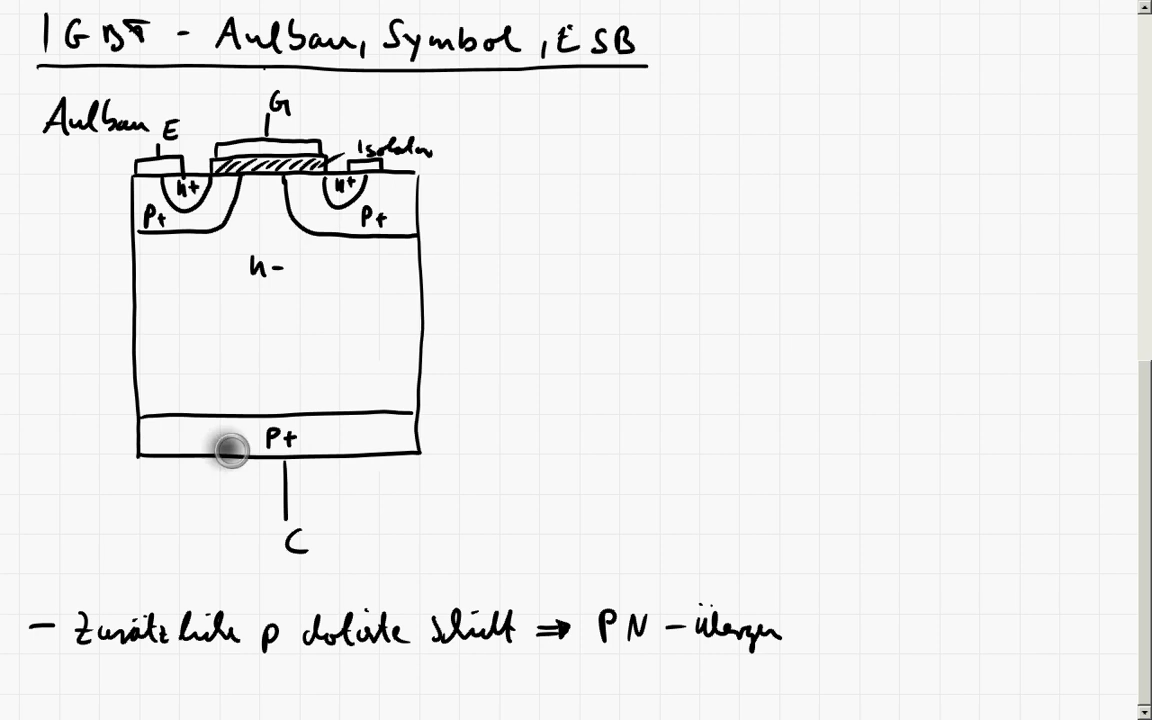 IGBT - Aufbau, Symbol, ESB
Aufbau
G
E
Isolator
n+
n+
P+
P+
n-
P+
C
- Zusätzliche p dotierte Schicht ⇒ PN-Übergang